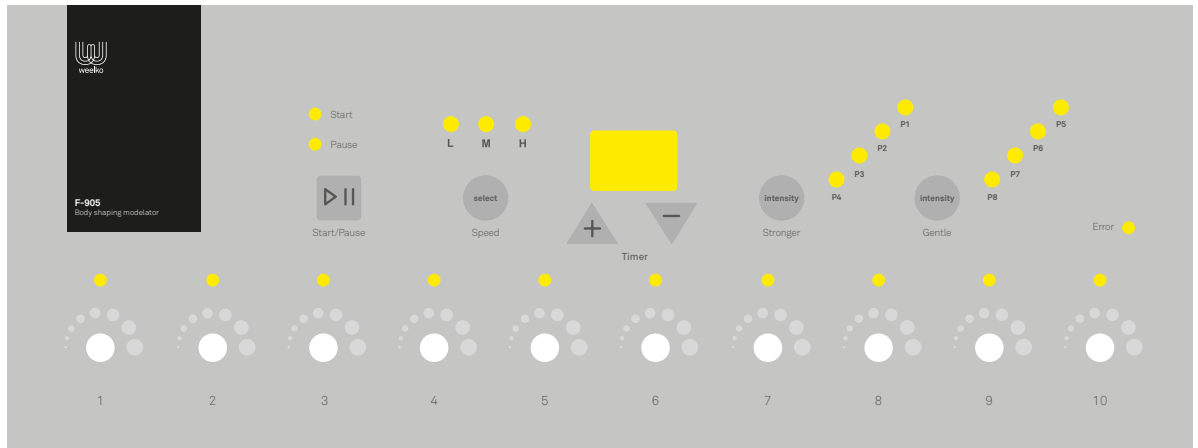 weelko
F-905
Body shaping modelator
Start
Pause
Start/Pause
L M H
select
Speed
+ −
Timer
P1
P2
P3
P4
intensity
Stronger
P5
P6
P7
P8
intensity
Gentle
Error
1 2 3 4 5 6 7 8 9 10